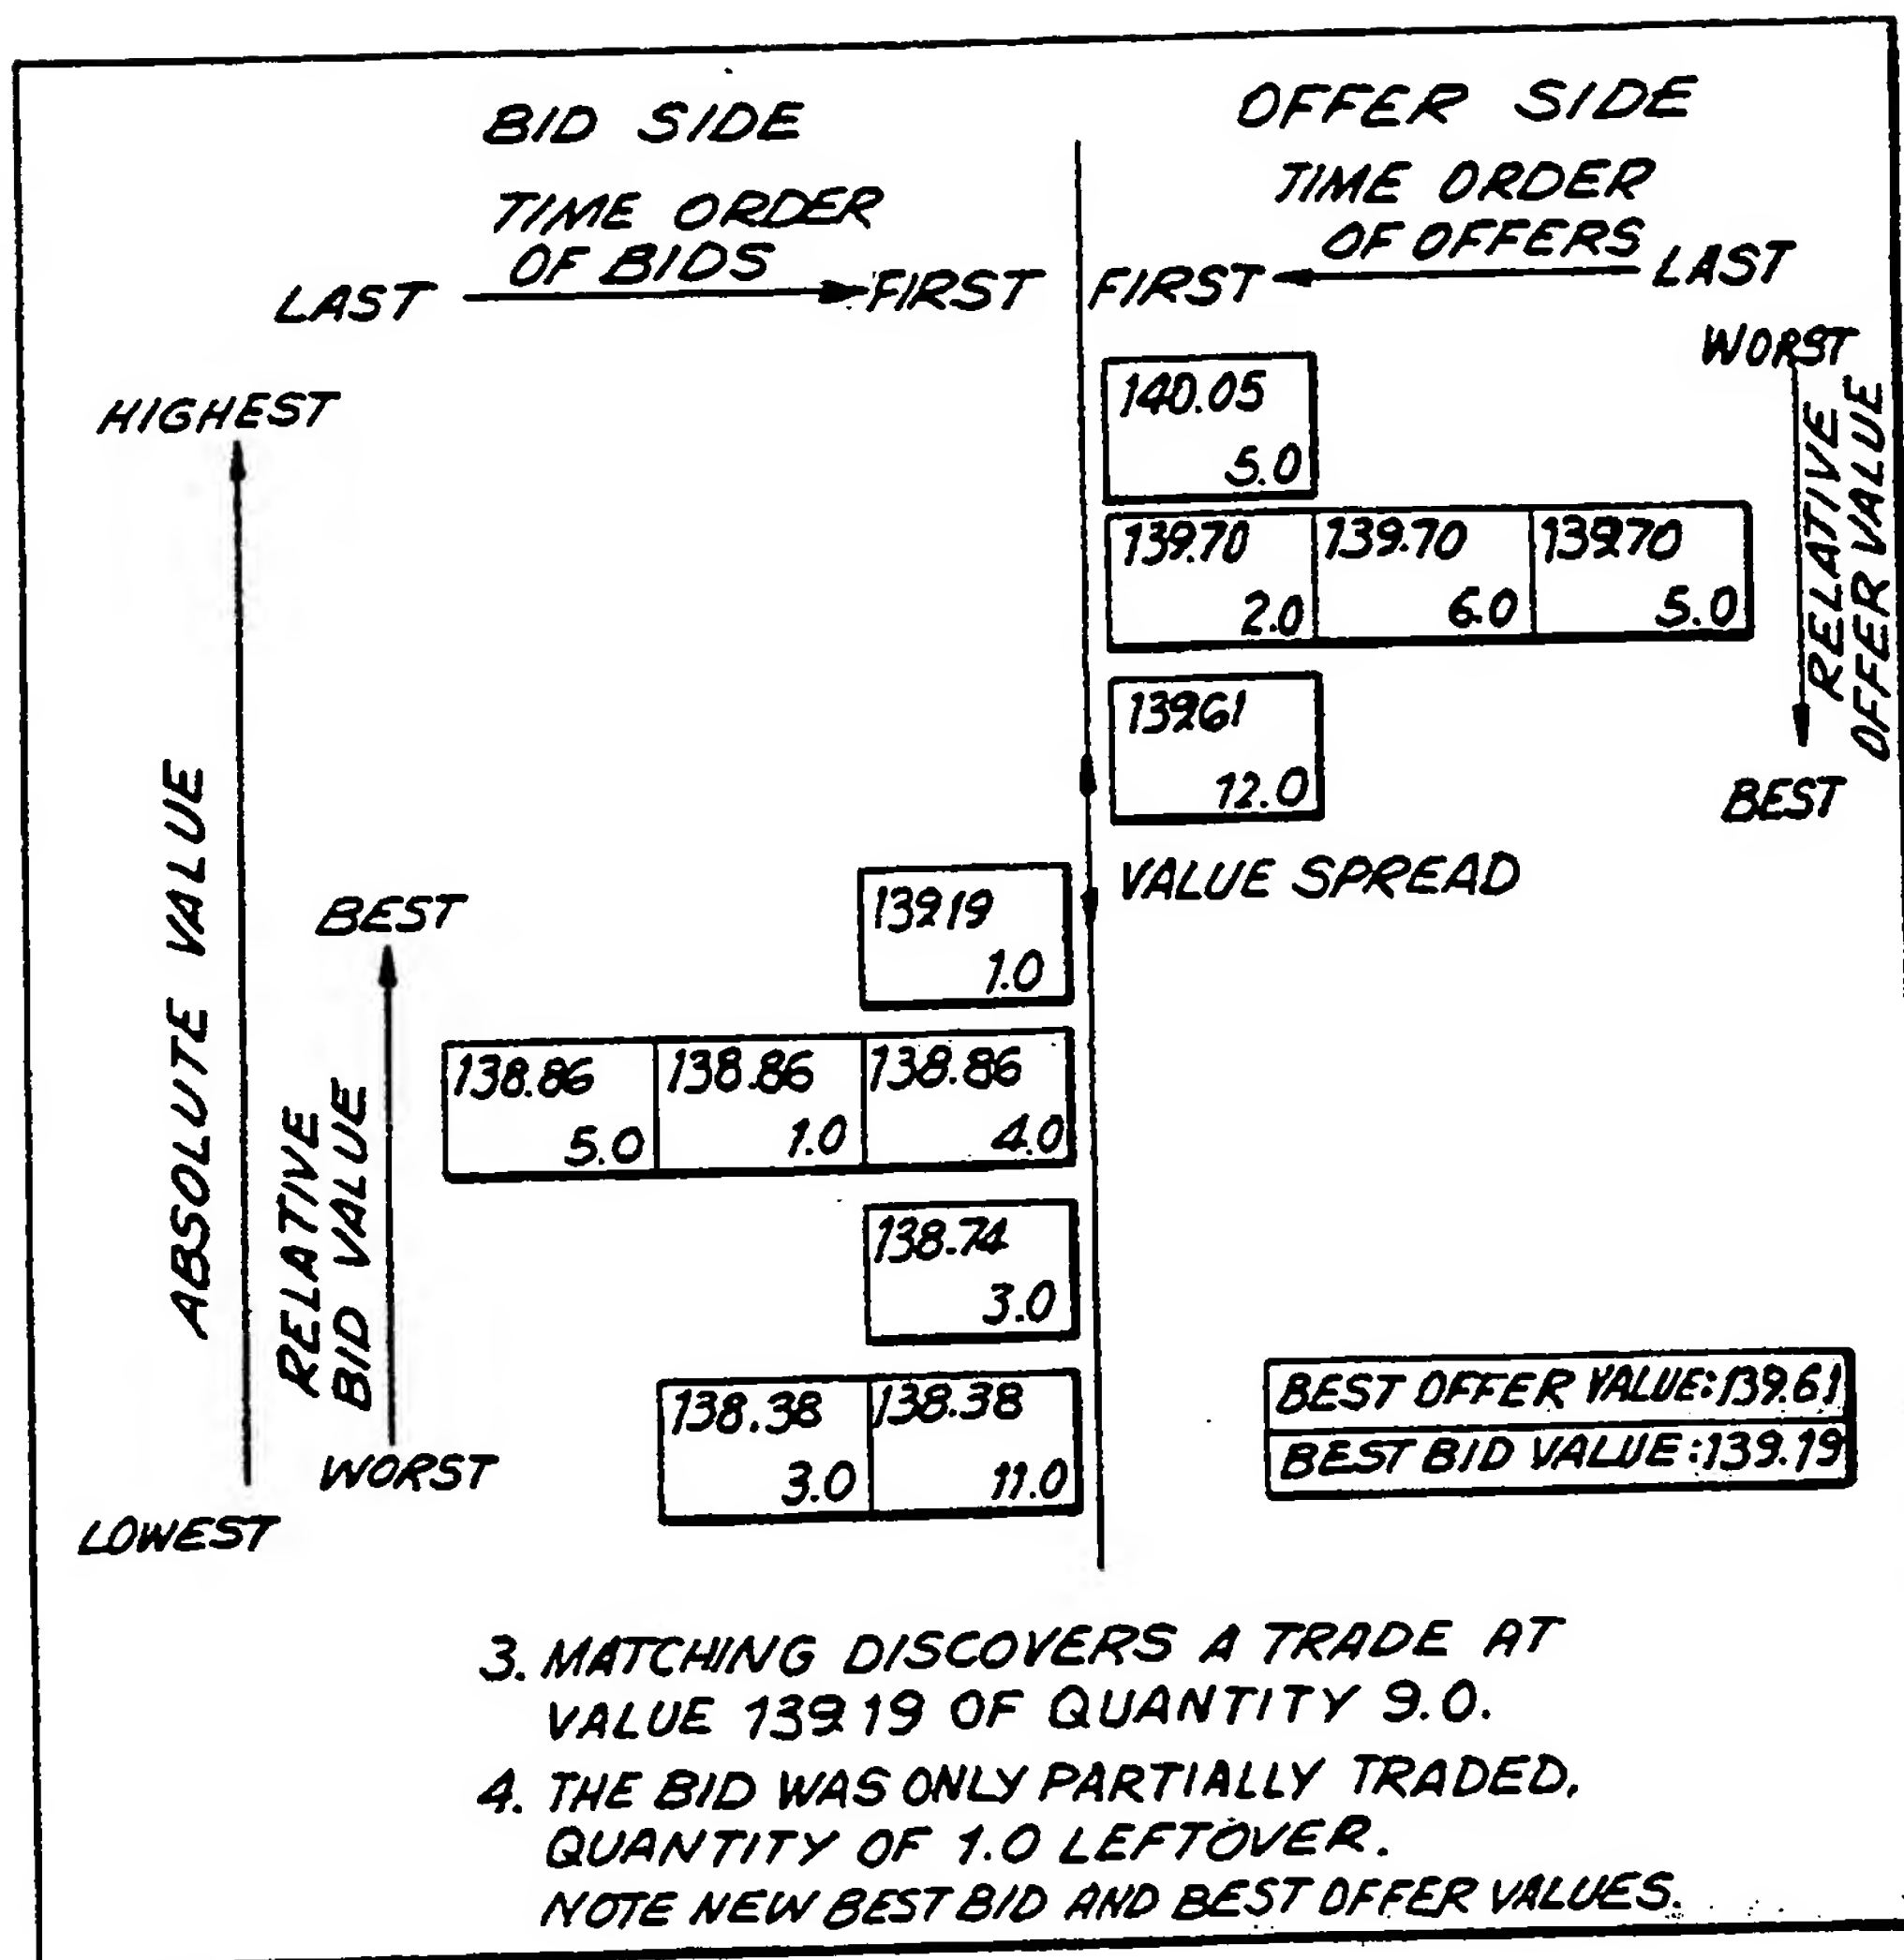 BID SIDE
TIME ORDER
OF BIDS
LAST FIRST
OFFER SIDE
TIME ORDER
OF OFFERS
FIRST LAST
WORST
RELATIVE
OFFER VALUE
BEST
HIGHEST
ABSOLUTE VALUE
LOWEST
BEST
RELATIVE
BID VALUE
WORST
140.05
5.0
139.70 139.70 139.70
2.0 6.0 5.0
139.61
12.0
VALUE SPREAD
139.19
1.0
138.86 138.86 138.86
5.0 1.0 4.0
138.74
3.0
138.38 138.38
3.0 11.0
BEST OFFER VALUE:139.61
BEST BID VALUE:139.19
3. MATCHING DISCOVERS A TRADE AT
VALUE 139.19 OF QUANTITY 9.0.
4. THE BID WAS ONLY PARTIALLY TRADED,
QUANTITY OF 1.0 LEFTOVER.
NOTE NEW BEST BID AND BEST OFFER VALUES.